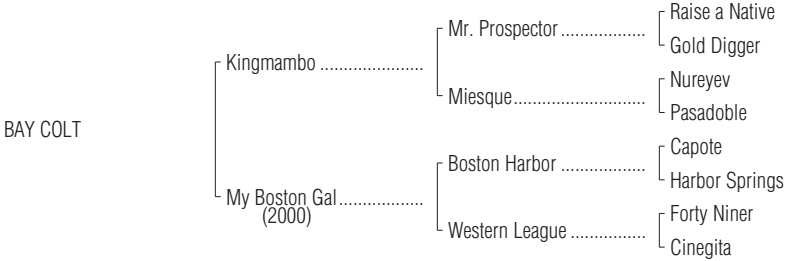 Raise a Native
Mr. Prospector ..................
Gold Digger
Kingmambo ......................
Nureyev
Miesque............................
Pasadoble
BAY COLT
Capote
Boston Harbor ..................
Harbor Springs
My Boston Gal..................
(2000)
Forty Niner
Western League ................
Cinegita